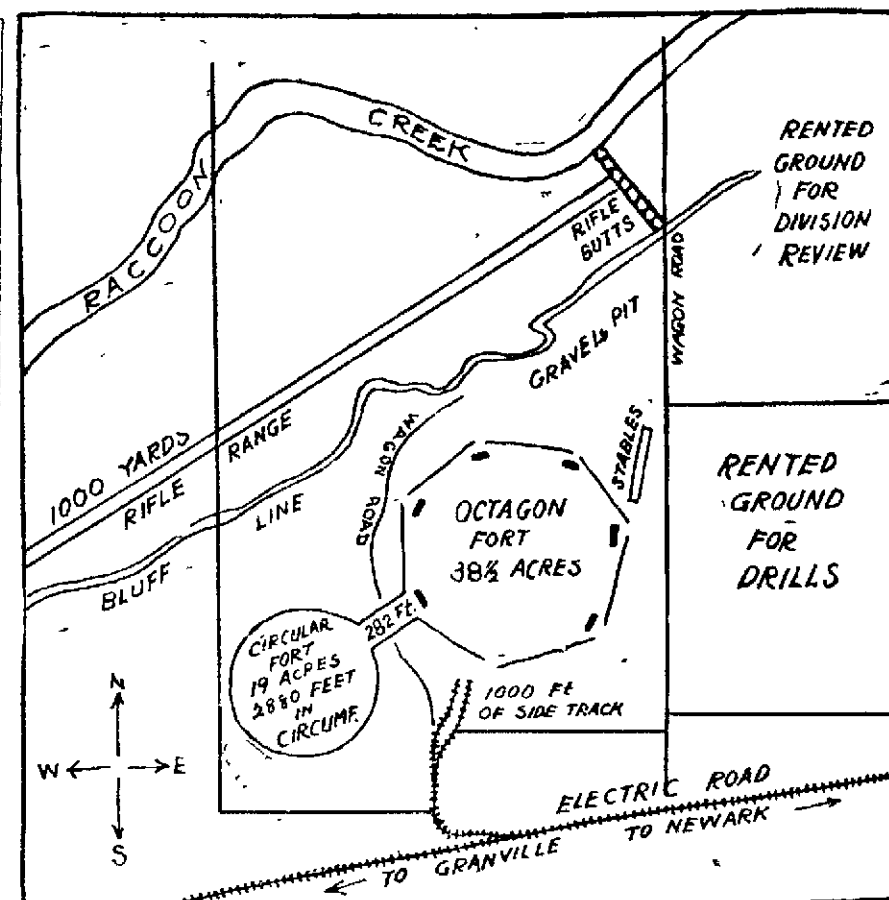 RACCOON CREEK
RENTED
GROUND
FOR
DIVISION
REVIEW
RIFLE
BUTTS
WAGON ROAD
GRAVEL PIT
1000 YARDS
RIFLE RANGE
BLUFF LINE
WAGON ROAD
STABLES
OCTAGON
FORT
38½ ACRES
RENTED
GROUND
FOR
DRILLS
282 Ft.
CIRCULAR
FORT
19 ACRES
2880 FEET
IN
CIRCUMF.
1000 Ft
OF SIDE TRACK
N
W E
S
ELECTRIC ROAD
TO GRANVILLE
TO NEWARK